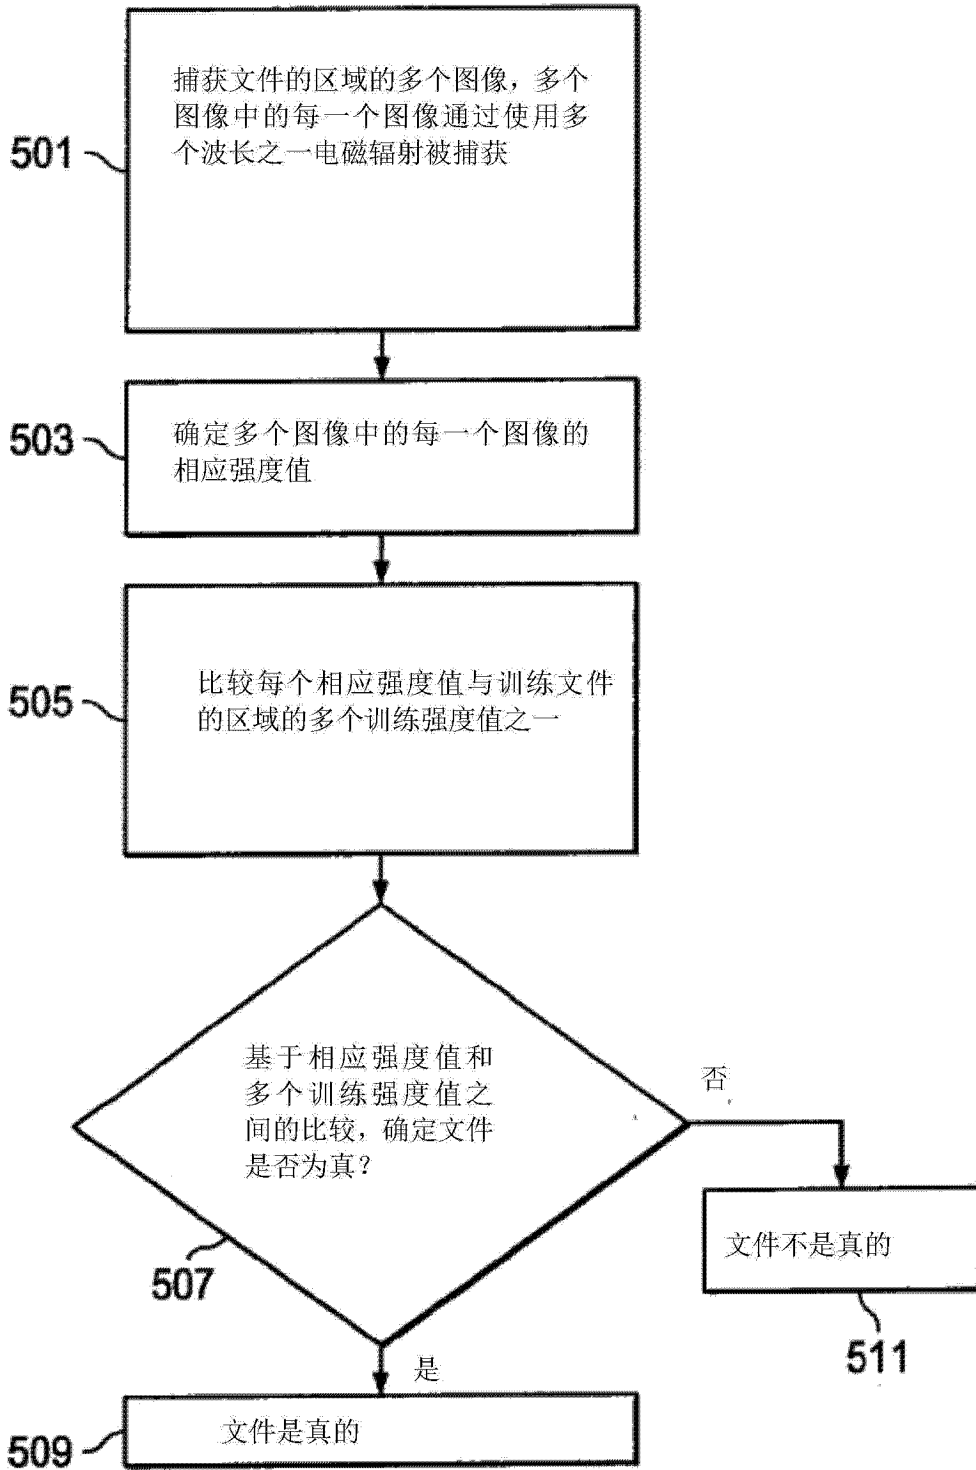 捕获文件的区域的多个图像，多个
图像中的每一个图像通过使用多
个波长之一电磁辐射被捕获
501
503
确定多个图像中的每一个图像的
相应强度值
505
比较每个相应强度值与训练文件
的区域的多个训练强度值之一
基于相应强度值和
多个训练强度值之
间的比较，确定文件
是否为真？
否
507
文件不是真的
511
是
文件是真的
509